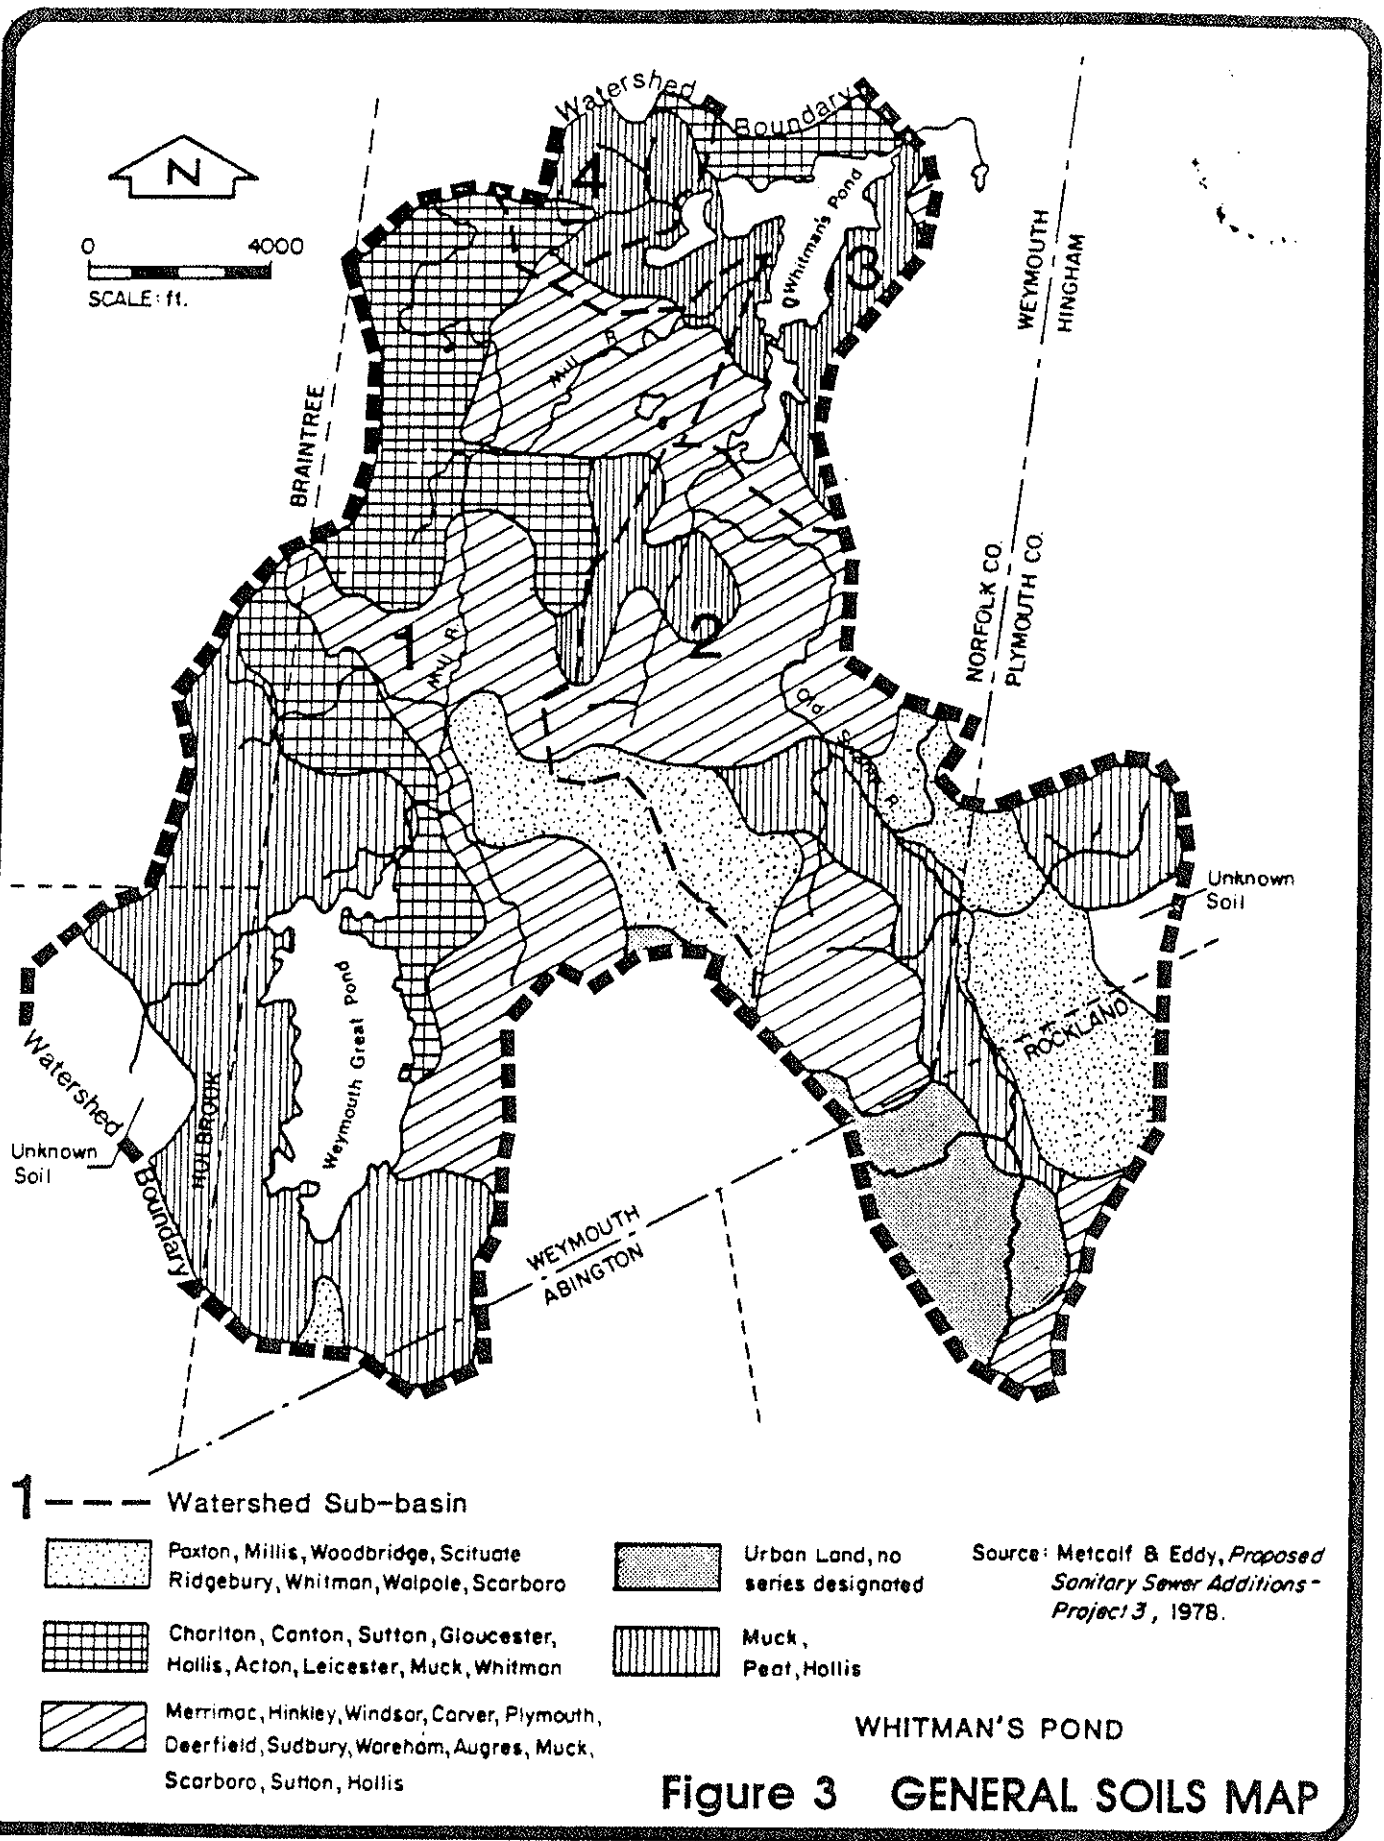 Watershed
Boundary
N
0 4000
SCALE: ft.
4
Whitman's Pond
3
WEYMOUTH
HINGHAM
BRAINTREE
Mill R.
NORFOLK CO.
PLYMOUTH CO.
1
Mill R.
2
Old Swamp R.
Unknown
Soil
ROCKLAND
Weymouth Great Pond
Watershed
Boundary
HOLBROOK
Unknown
Soil
WEYMOUTH
ABINGTON
1 Watershed Sub-basin
Paxton, Millis, Woodbridge, Scituate
Ridgebury, Whitman, Walpole, Scarboro
Urban Land, no
series designated
Source: Metcalf & Eddy, Proposed
Sanitary Sewer Additions -
Project 3, 1978.
Charlton, Canton, Sutton, Gloucester,
Hollis, Acton, Leicester, Muck, Whitman
Muck,
Peat, Hollis
Merrimac, Hinkley, Windsor, Carver, Plymouth,
Deerfield, Sudbury, Wareham, Augres, Muck,
Scarboro, Sutton, Hollis
WHITMAN'S POND
Figure 3 GENERAL SOILS MAP